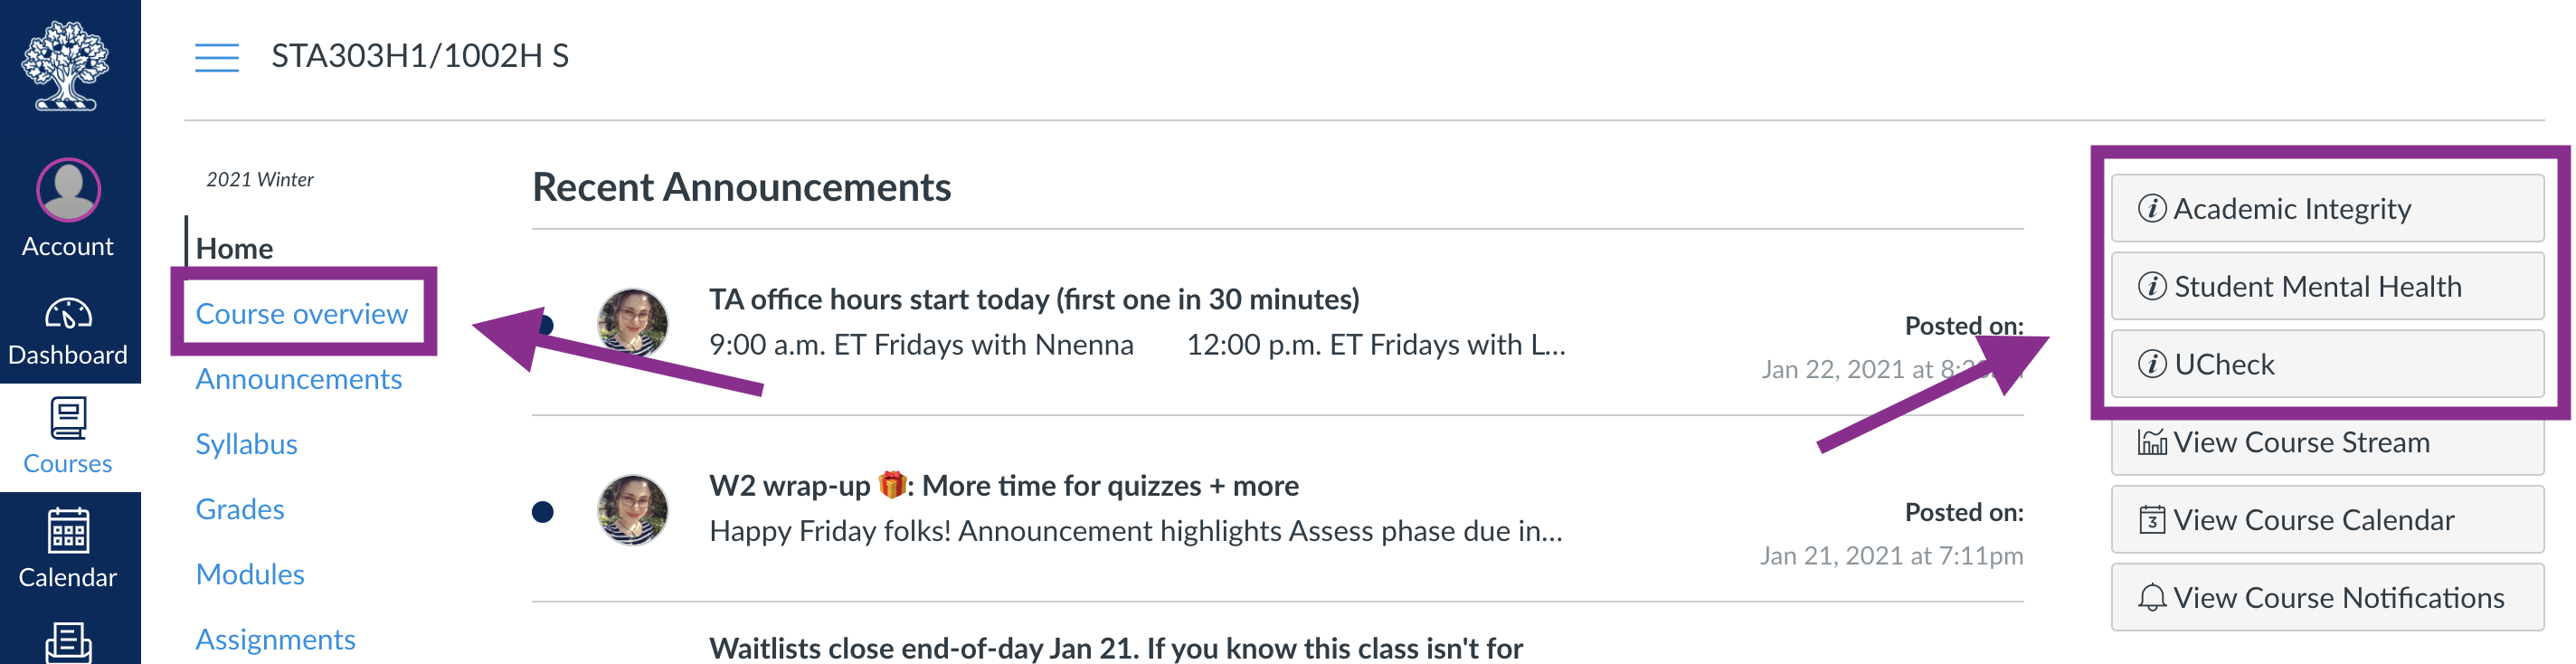 STA303H1/1002H S
Account
Dashboard
Courses
Calendar
2021 Winter
Home
Course overview
Announcements
Syllabus
Grades
Modules
Assignments
Recent Announcements
TA office hours start today (first one in 30 minutes)
9:00 a.m. ET Fridays with Nnenna 12:00 p.m. ET Fridays with L...
Posted on:
Jan 22, 2021 at
W2 wrap-up 🎁: More time for quizzes + more
Happy Friday folks! Announcement highlights Assess phase due in...
Posted on:
Jan 21, 2021 at 7:11pm
Waitlists close end-of-day Jan 21. If you know this class isn't for
Academic Integrity
Student Mental Health
UCheck
View Course Stream
3
View Course Calendar
View Course Notifications